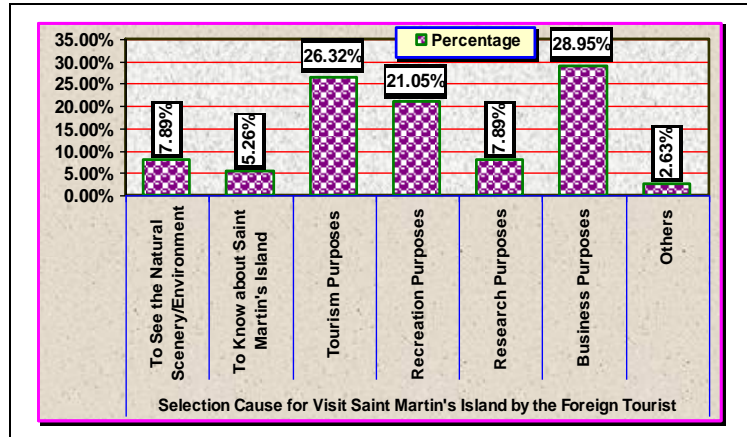 35.00%
30.00%
25.00%
20.00%
15.00%
10.00%
5.00%
0.00%
Percentage
7.89%
5.26%
26.32%
21.05%
7.89%
28.95%
2.63%
To See the Natural
Scenery/Environment
To Know about Saint
Martin's Island
Tourism Purposes
Recreation Purposes
Research Purposes
Business Purposes
Others
Selection Cause for Visit Saint Martin's Island by the Foreign Tourist